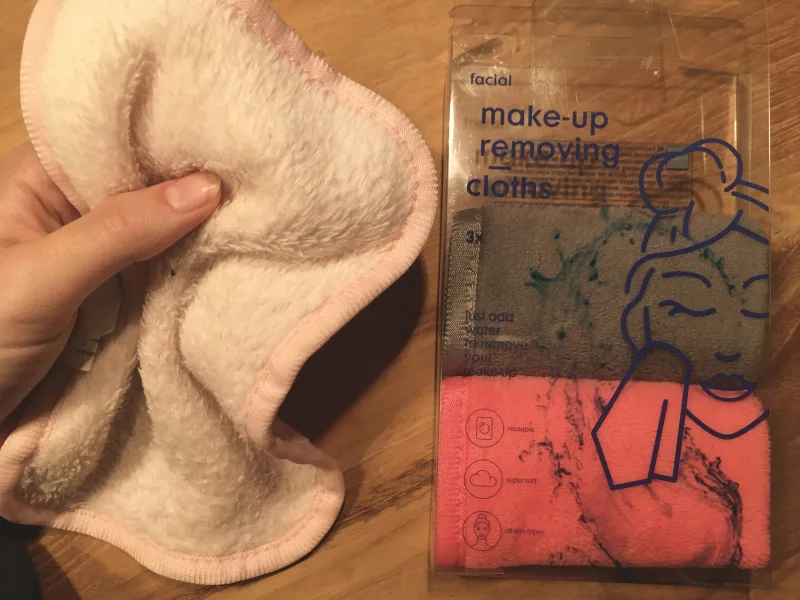 facial
make-up
removing
cloths
3x
just add
water
to remove
your
make-up
reusable
super soft
all skin types